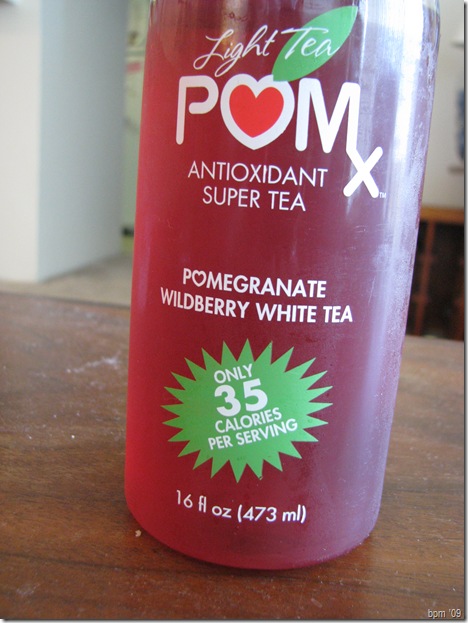 Light Tea
POM
x™
ANTIOXIDANT
SUPER TEA
POMEGRANATE
WILDBERRY WHITE TEA
ONLY
35
CALORIES
PER SERVING
16 fl oz (473 ml)
bpm '09